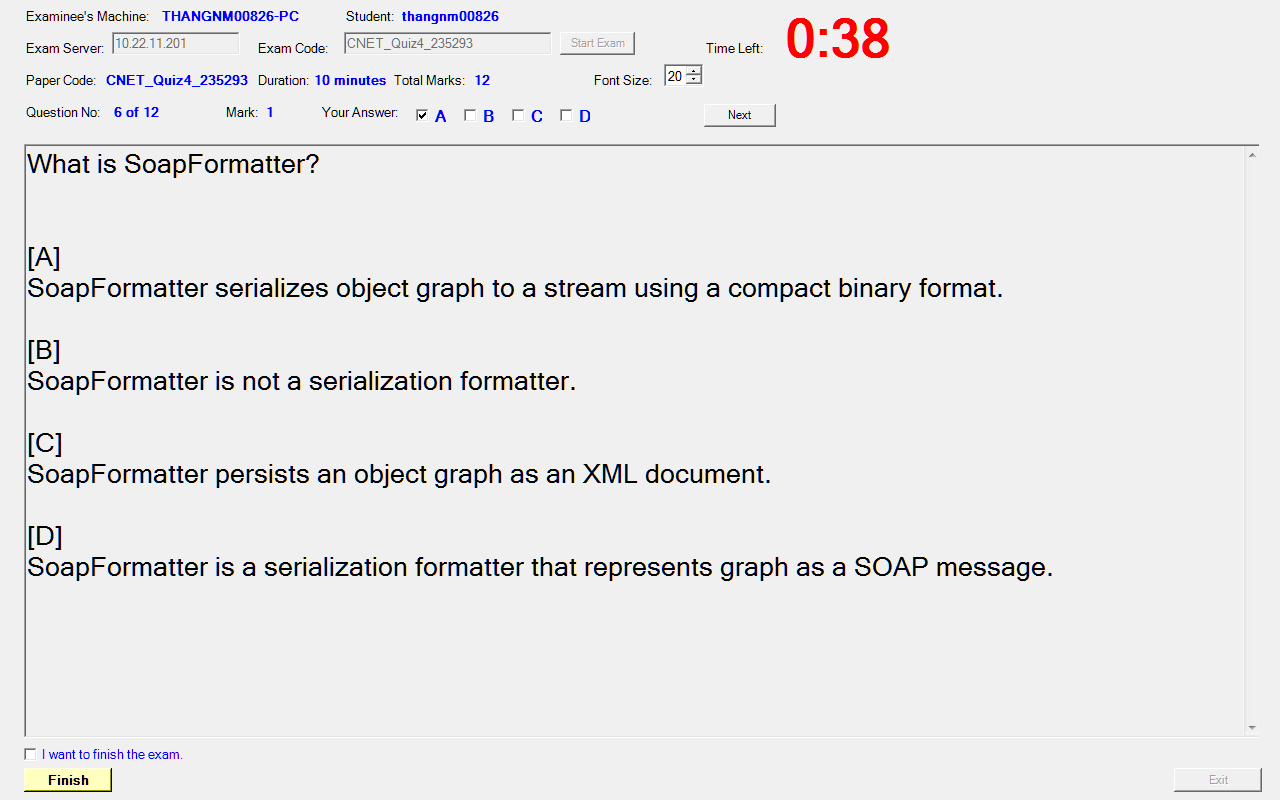 Examinee's Machine: THANGNM00826-PC Student: thangnm00826
Exam Server: 10.22.11.201 Exam Code: CNET_Quiz4_235293 Start Exam Time Left: 0:38
Paper Code: CNET_Quiz4_235293 Duration: 10 minutes Total Marks: 12 Font Size: 20
Question No: 6 of 12 Mark: 1 Your Answer: A B C D Next
What is SoapFormatter?
[A]
SoapFormatter serializes object graph to a stream using a compact binary format.
[B]
SoapFormatter is not a serialization formatter.
[C]
SoapFormatter persists an object graph as an XML document.
[D]
SoapFormatter is a serialization formatter that represents graph as a SOAP message.
I want to finish the exam.
Finish Exit